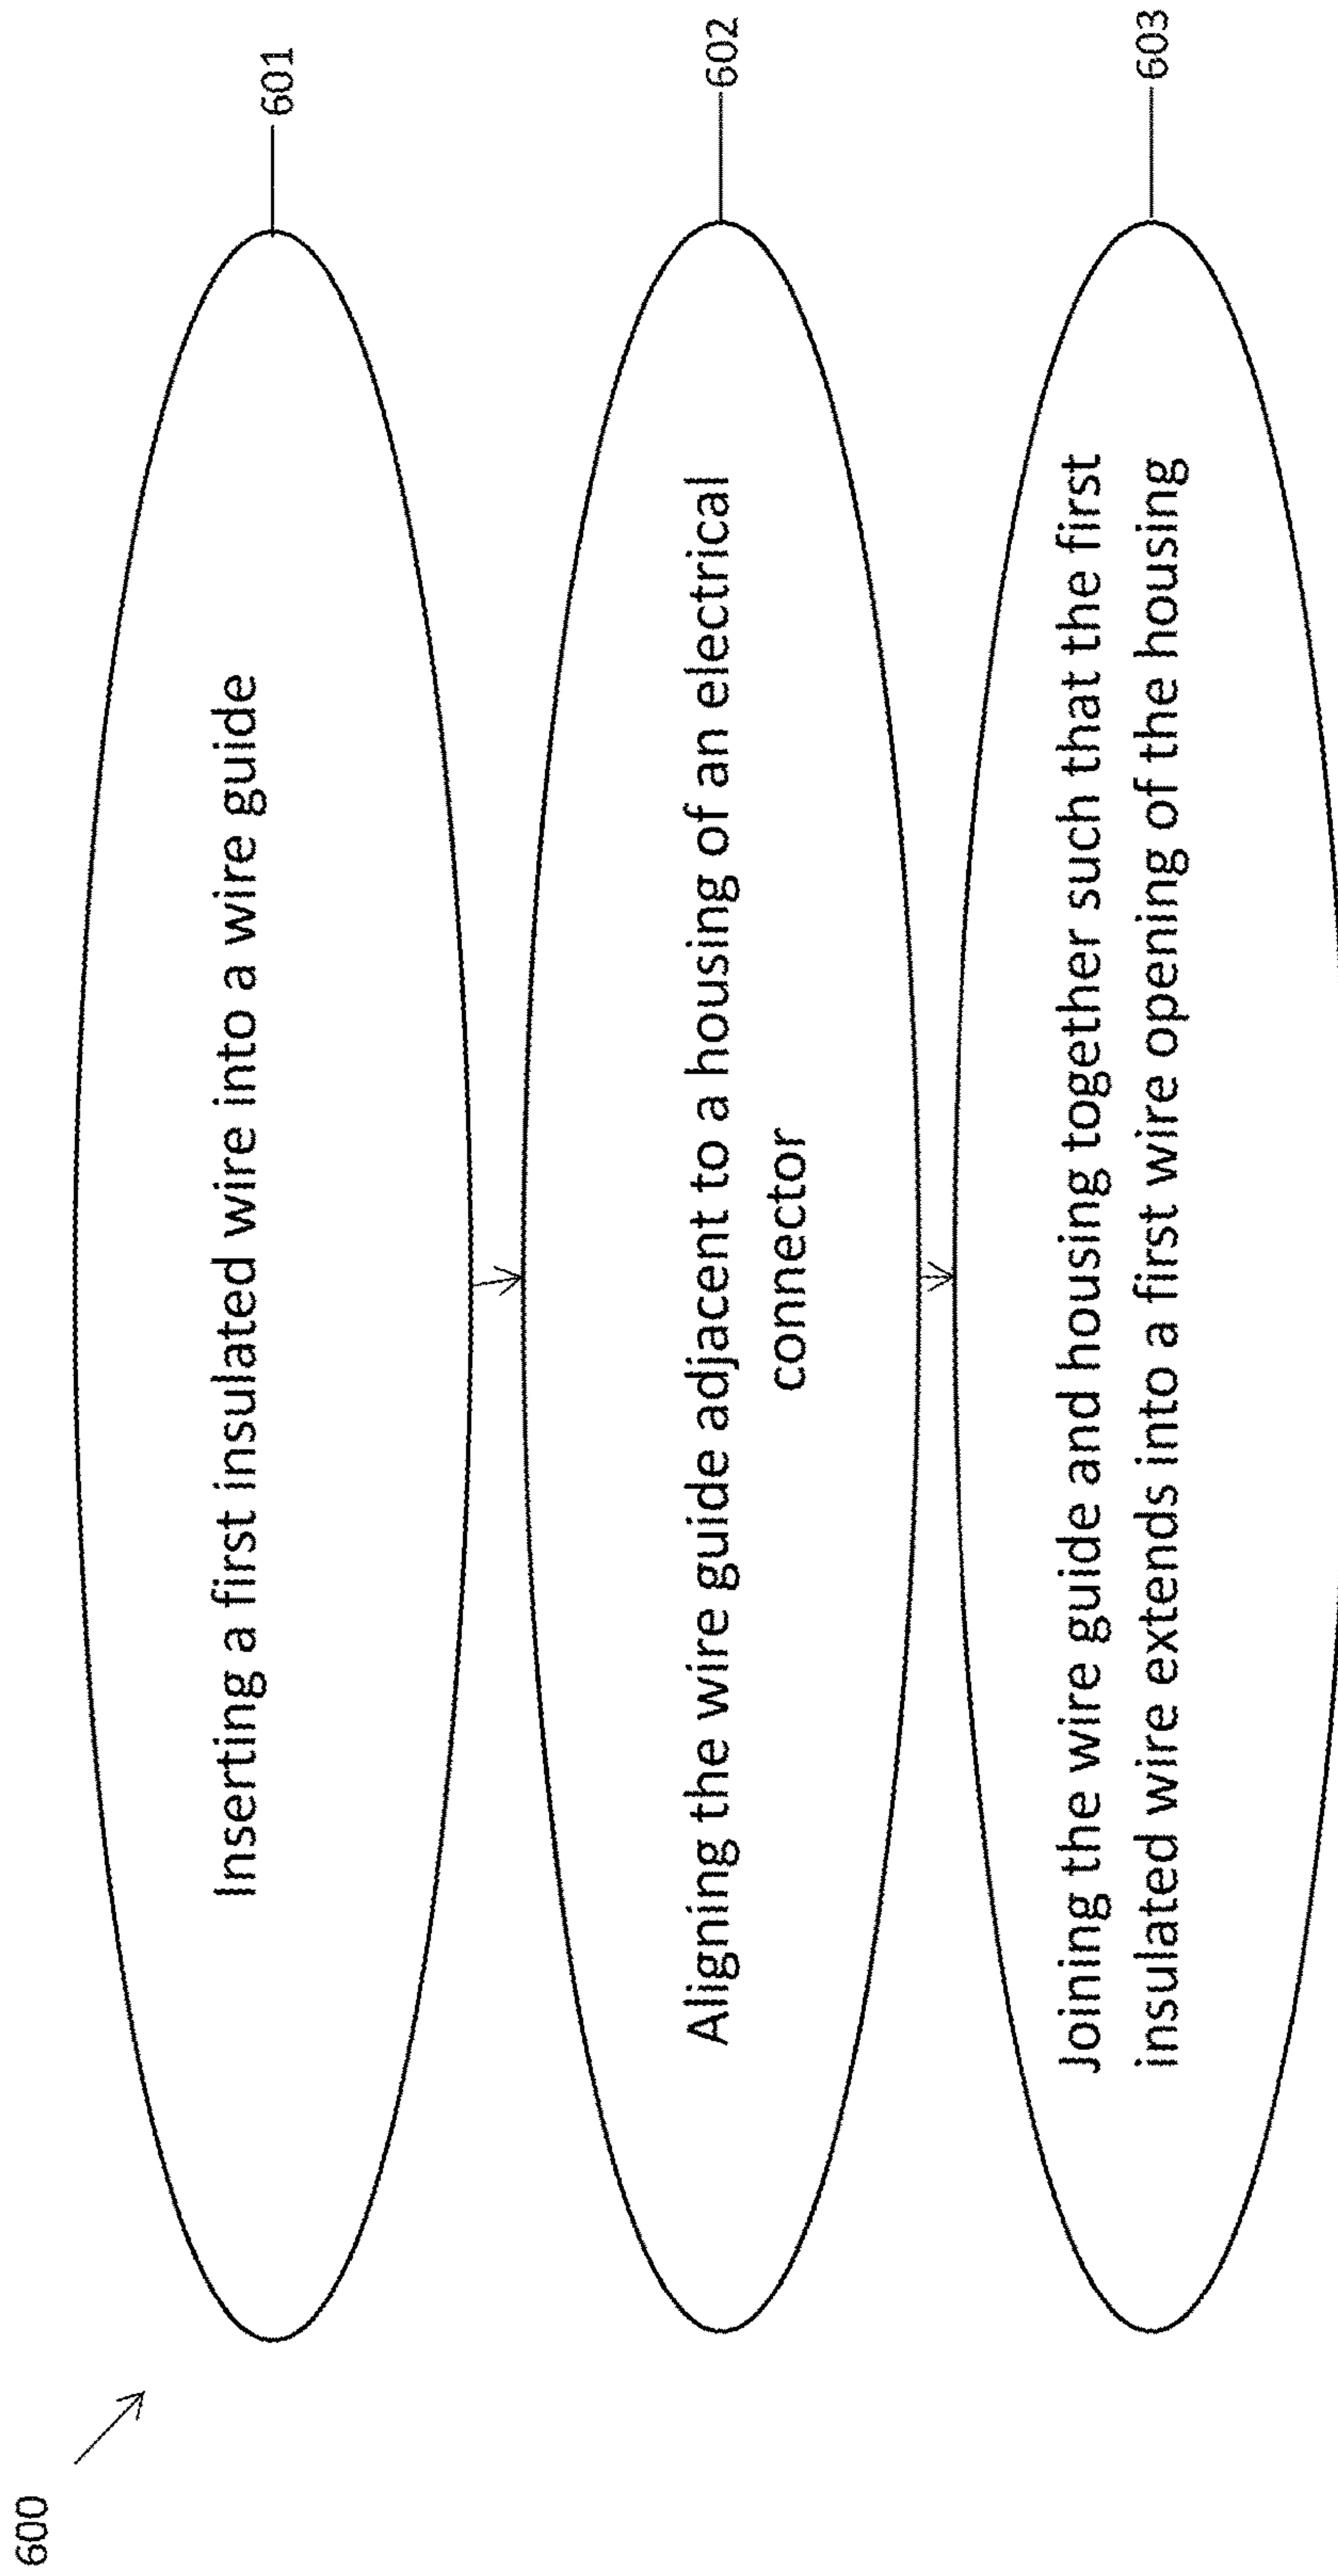 600
Inserting a first insulated wire into a wire guide
601
Aligning the wire guide adjacent to a housing of an electrical
connector
602
Joining the wire guide and housing together such that the first
insulated wire extends into a first wire opening of the housing
603